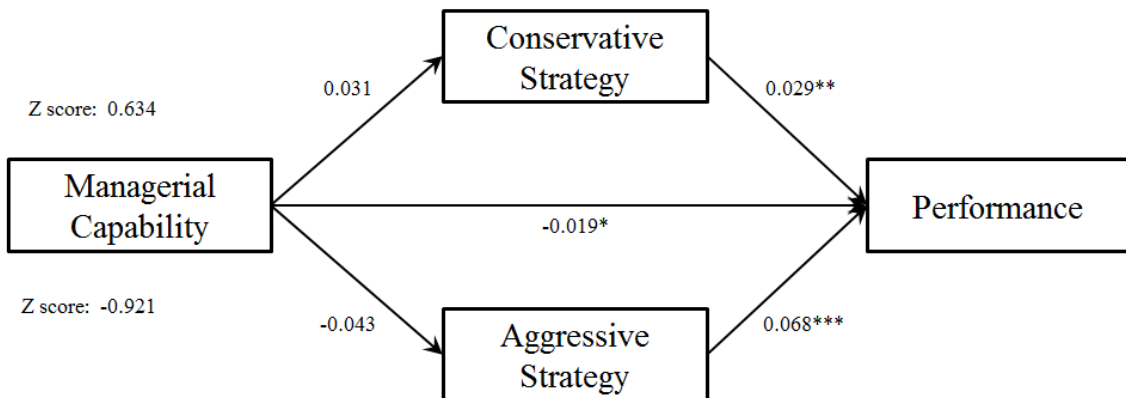 Conservative
Strategy
0.031
0.029**
Z score: 0.634
Managerial
Capability
-0.019*
Performance
Z score: -0.921
-0.043
0.068***
Aggressive
Strategy